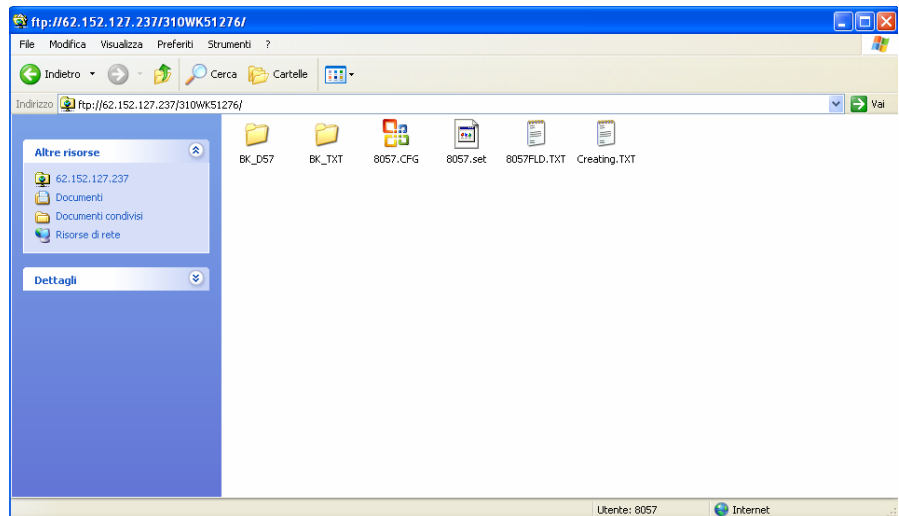 ftp://62.152.127.237/310WK51276/
File Modifica Visualizza Preferiti Strumenti ?
Indietro Cerca Cartelle
Indirizzo ftp://62.152.127.237/310WK51276/ Vai
Altre risorse
62.152.127.237
Documenti
Documenti condivisi
Risorse di rete
Dettagli
BK_D57 BK_TXT 8057.CFG 8057.set 8057FLD.TXT Creating.TXT
Utente: 8057 Internet